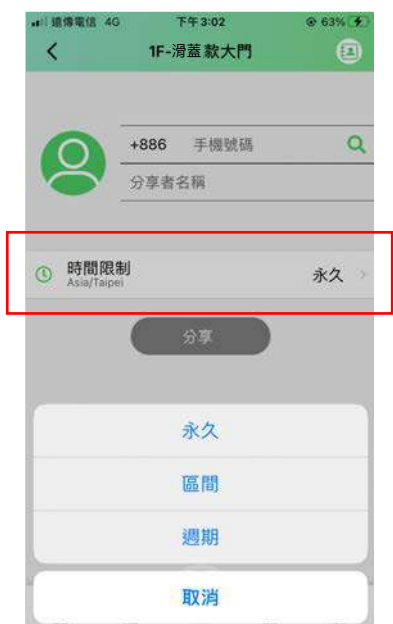 遠傳電信 4G 下午3:02 63%
1F-滑蓋款大門
+886 手機號碼
分享者名稱
時間限制 永久
Asia/Taipei
分享
永久
區間
週期
取消